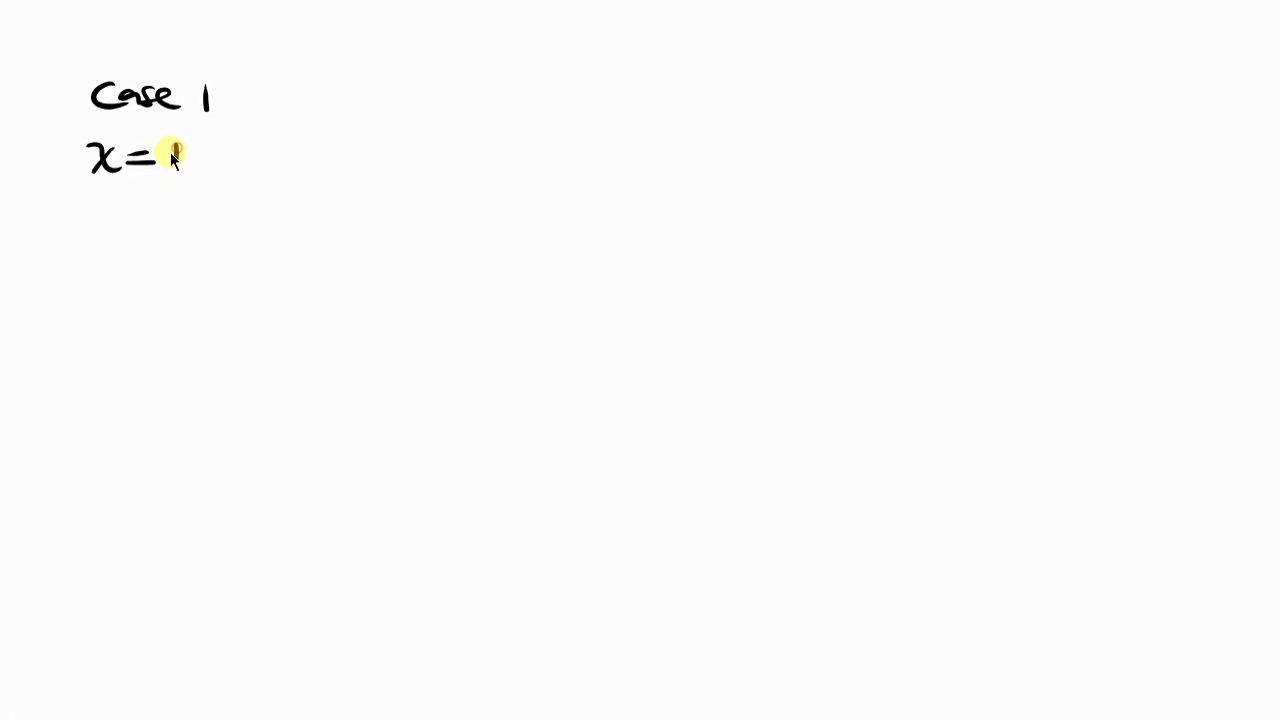 Case 1
x =